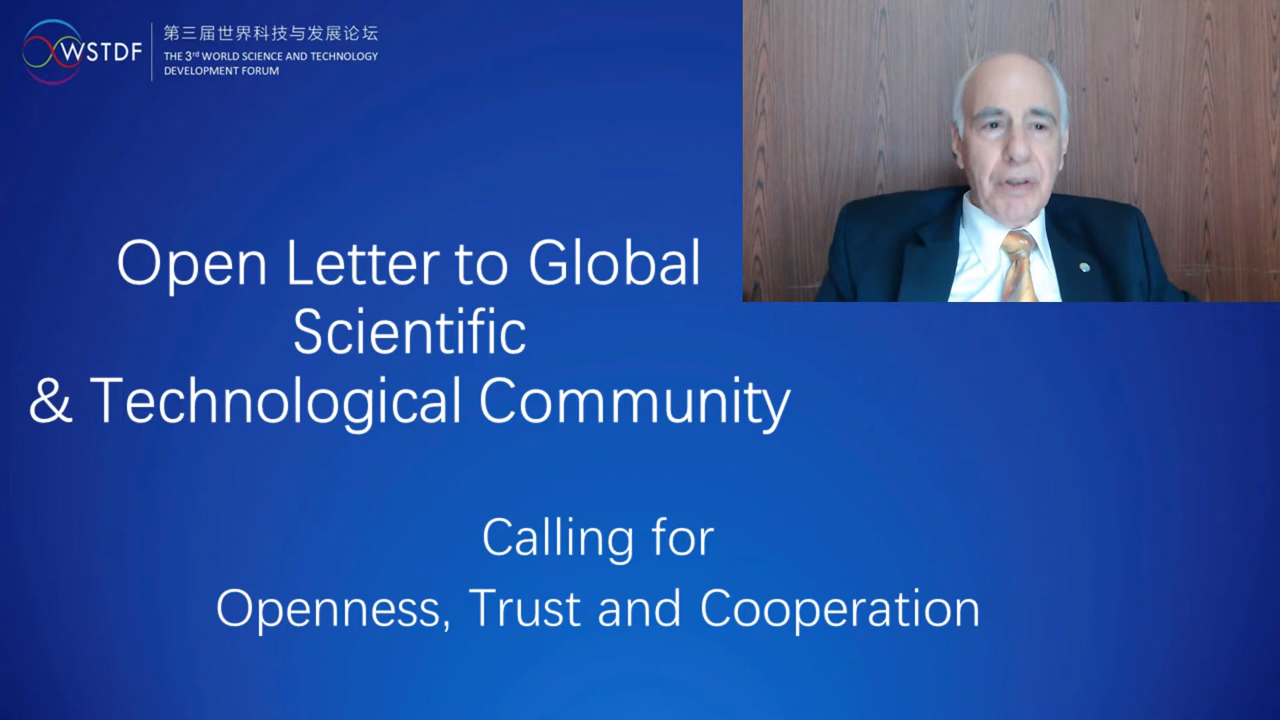 WSTDF
第三届世界科技与发展论坛
THE 3rd WORLD SCIENCE AND TECHNOLOGY
DEVELOPMENT FORUM
Open Letter to Global
Scientific
& Technological Community
Calling for
Openness, Trust and Cooperation